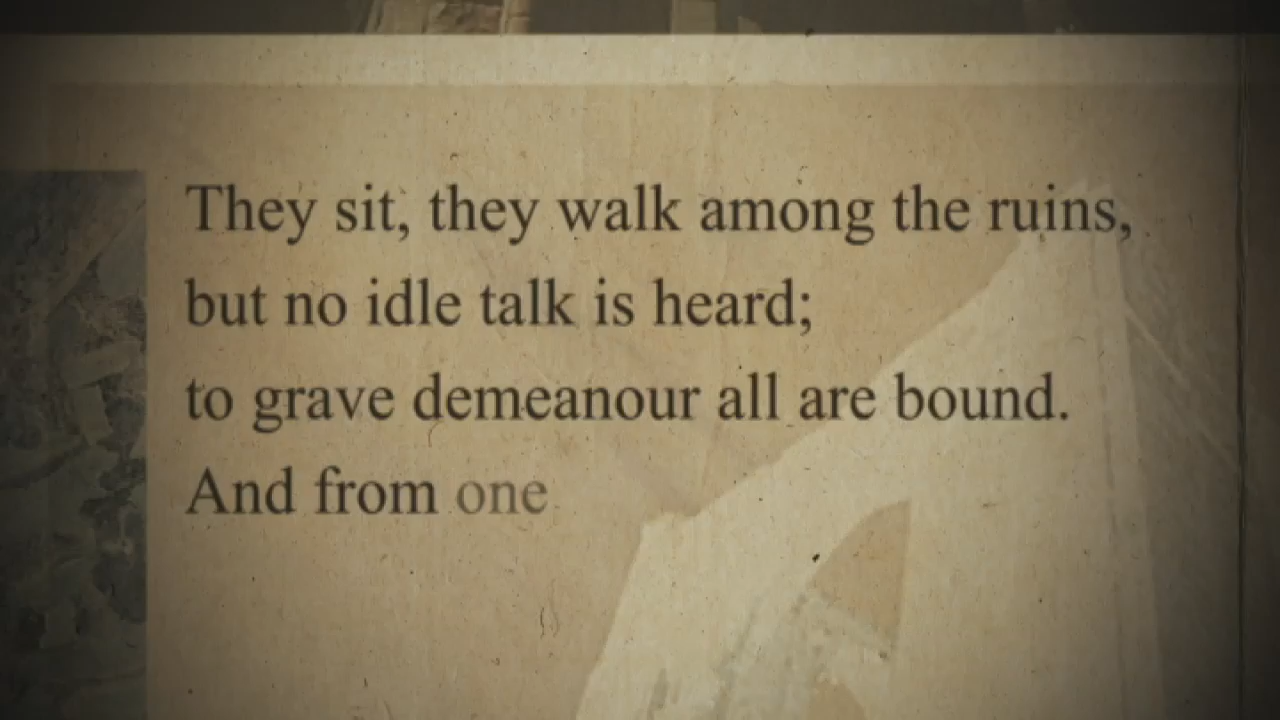 They sit, they walk among the ruins,
but no idle talk is heard;
to grave demeanour all are bound.
And from one